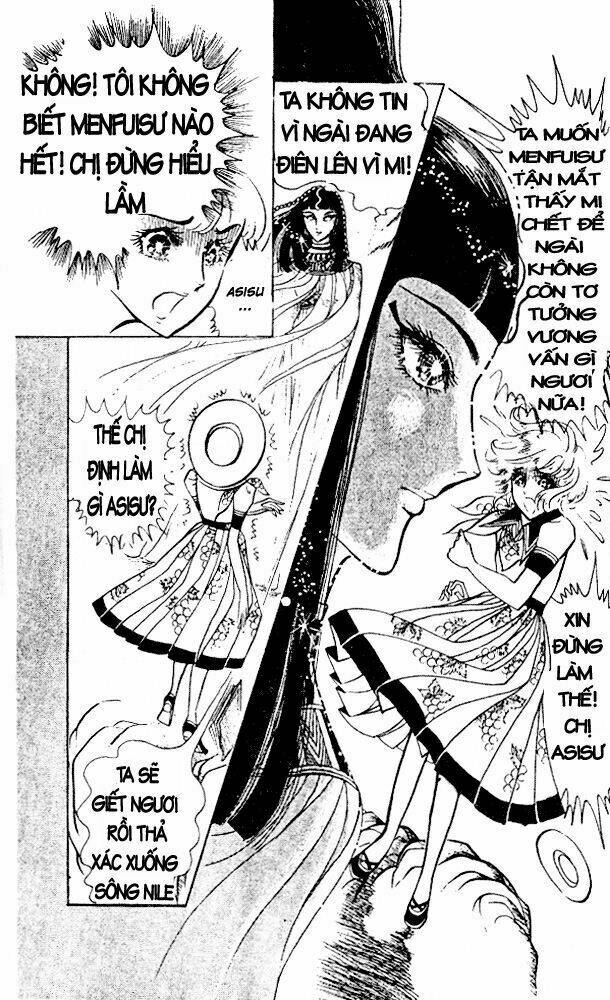 KHÔNG! TÔI KHÔNG
BIẾT MENFUISƯ NÀO
HẾT! CHỊ ĐỪNG HIỂU
LẦM
TA KHÔNG TIN
VÌ NGÀI ĐANG
ĐIÊN LÊN VÌ MI!
ASISU
...
TA MUỐN
MENFUISƯ
TẬN MẮT
THẤY MI
CHẾT ĐỂ
NGÀI
KHÔNG
CÒN TƠ
TƯỞNG
VƯƠNG
VẤN GÌ
NGƯƠI
NỮA!
THẾ CHỊ
ĐỊNH LÀM
GÌ ASISƯ?
XIN
ĐỪNG
LÀM
THẾ!
CHỊ
ASISƯ
TA SẼ
GIẾT NGƯƠI
RỒI THẢ
XÁC XUỐNG
SÔNG NILE